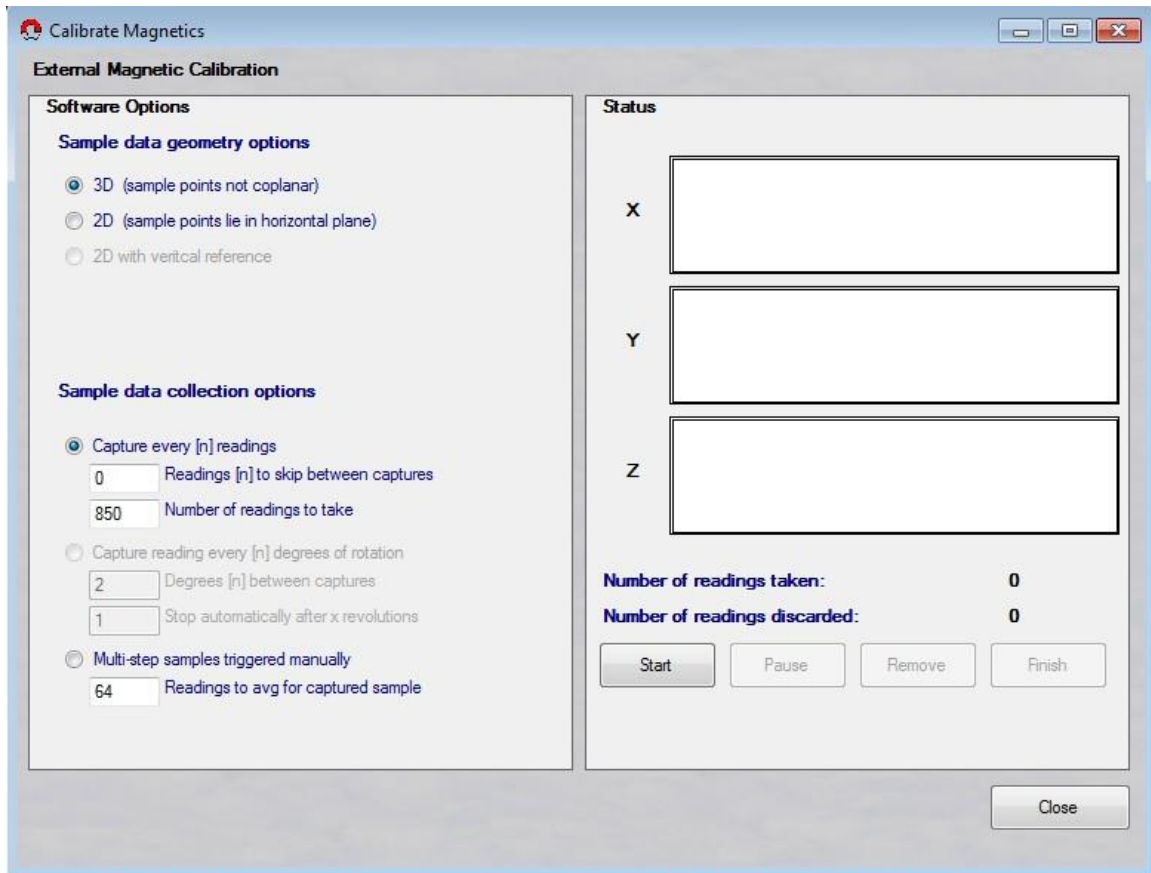 Calibrate Magnetics
External Magnetic Calibration
Software Options
Sample data geometry options
3D (sample points not coplanar)
2D (sample points lie in horizontal plane)
2D with veritcal reference
Sample data collection options
Capture every [n] readings
0 Readings [n] to skip between captures
850 Number of readings to take
Capture reading every [n] degrees of rotation
2 Degrees [n] between captures
1 Stop automatically after x revolutions
Multi-step samples triggered manually
64 Readings to avg for captured sample
Status
X
Y
Z
Number of readings taken: 0
Number of readings discarded: 0
Start Pause Remove Finish
Close